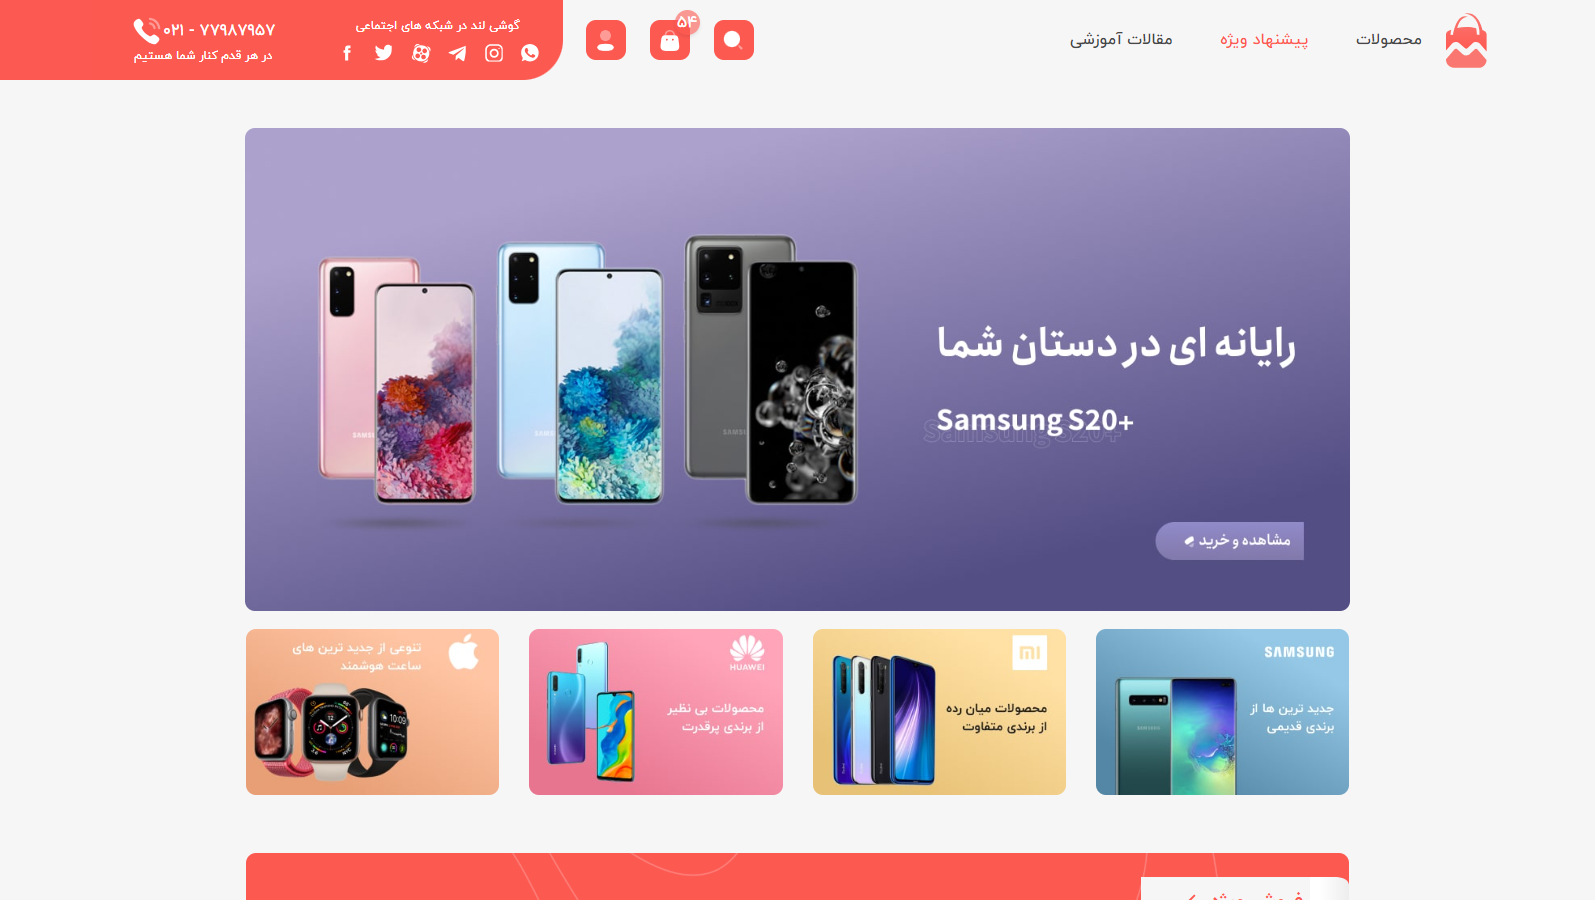 محصولات
پیشنهاد ویژه
مقالات آموزشی
۵۴
گوشی لند در شبکه های اجتماعی
۰۲۱ - ۷۷۹۸۷۹۵۷
در هر قدم کنار شما هستیم
رایانه ای در دستان شما
Samsung S20+
Samsung S20+
مشاهده و خرید
SAMSUNG
جدید ترین ها از
برندی قدیمی
mi
محصولات میان رده
از برندی متفاوت
HUAWEI
محصولات بی نظیر
از برندی پرقدرت
تنوعی از جدید ترین های
ساعت هوشمند
10:09